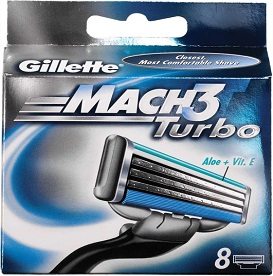 Gillette
Closest,
Most Comfortable Shave
MACH3
Turbo
Aloe + Vit. E
8